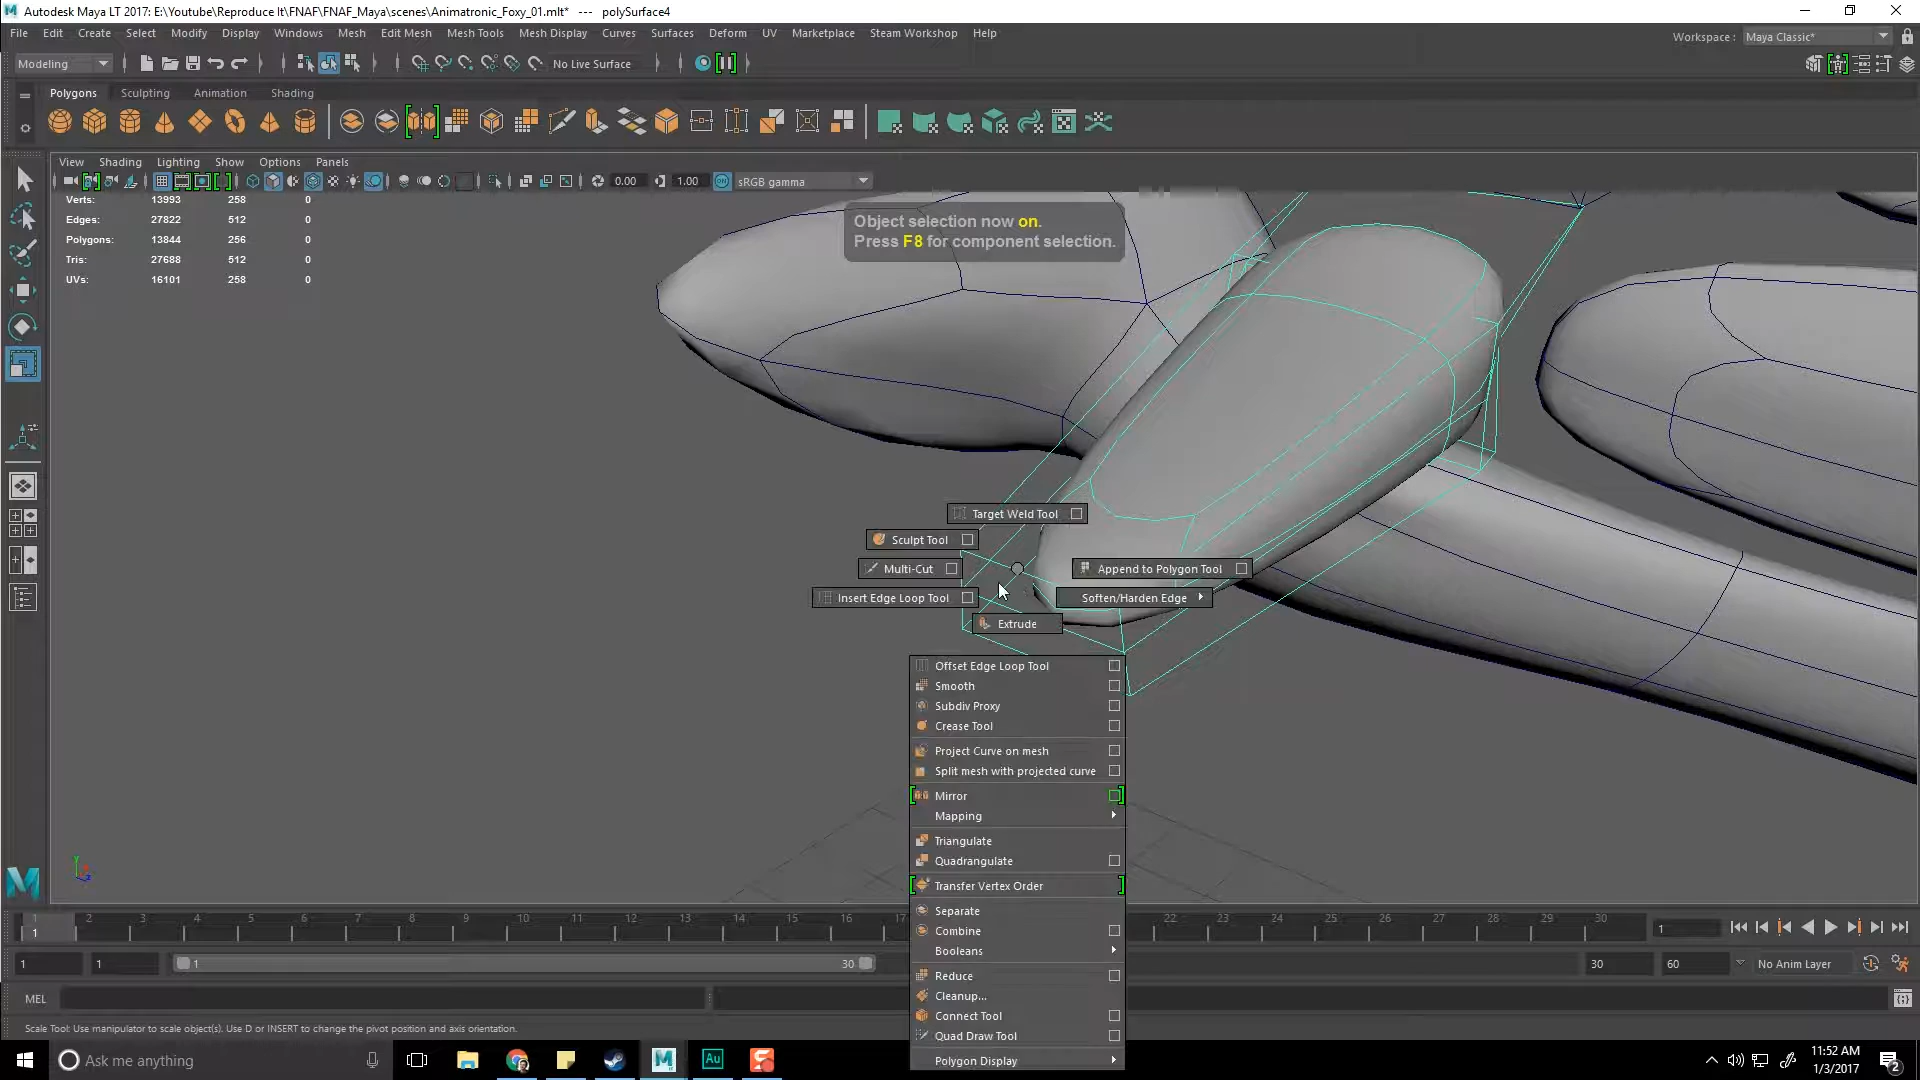 Autodesk Maya LT 2017: E:\Youtube\Reproduce It\FNAF\FNAF_Maya\scenes\Animatronic_Foxy_01.mlt*   ---   polySurface4
File Edit Create Select Modify Display Windows Mesh Edit Mesh Mesh Tools Mesh Display Curves Surfaces Deform UV Marketplace Steam Workshop Help
Workspace : Maya Classic*
Modeling No Live Surface
Polygons Sculpting Animation Shading
View Shading Lighting Show Options Panels
0.00 1.00 ON sRGB gamma
Verts: 13993 258 0
Edges: 27822 512 0
Polygons: 13844 256 0
Tris: 27688 512 0
UVs: 16101 258 0
Object selection now on.
Press F8 for component selection.
Target Weld Tool
Sculpt Tool
Multi-Cut
Append to Polygon Tool
Insert Edge Loop Tool
Soften/Harden Edge
Extrude
Offset Edge Loop Tool
Smooth
Subdiv Proxy
Crease Tool
Project Curve on mesh
Split mesh with projected curve
Mirror
Mapping
Triangulate
Quadrangulate
Transfer Vertex Order
Separate
Combine
Booleans
Reduce
Cleanup...
Connect Tool
Quad Draw Tool
Polygon Display
1 2 3 4 5 6 7 8 9 10 11 12 13 14 15 16 17 22 23 24 25 26 27 28 29 30
1
1
1 1 1 30 30 60 No Anim Layer
MEL
Scale Tool: Use manipulator to scale object(s). Use D or INSERT to change the pivot position and axis orientation.
Ask me anything
Au
11:52 AM
1/3/2017
2